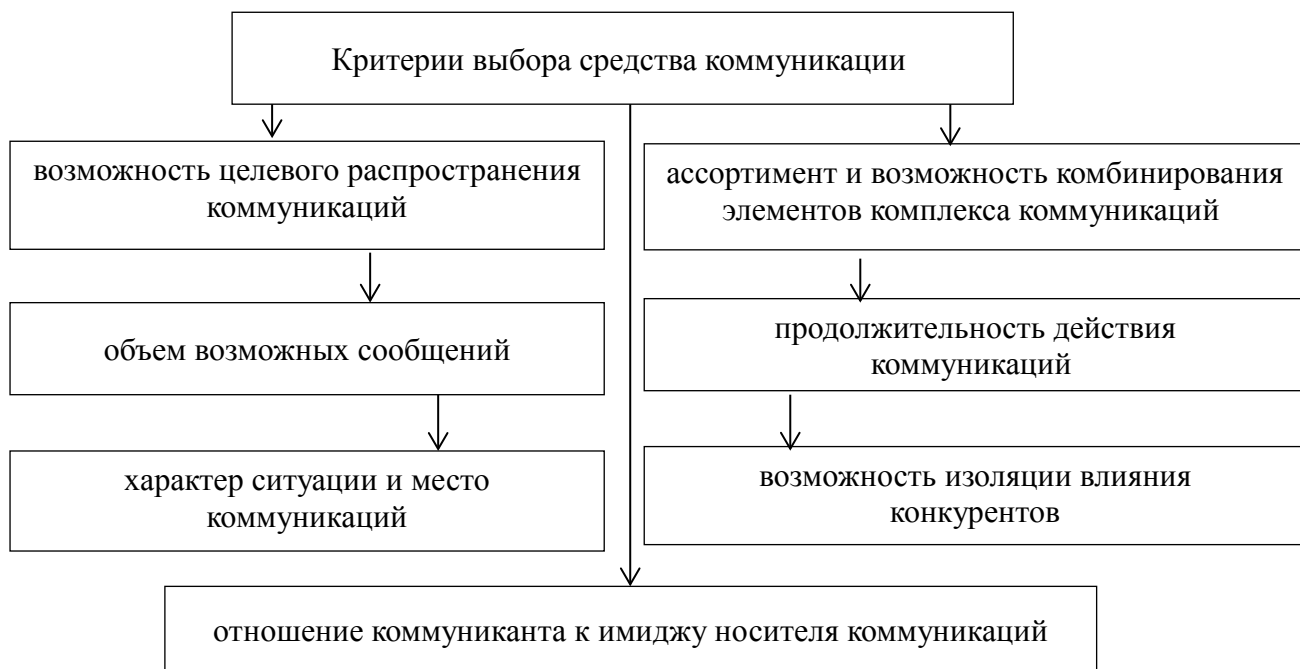 Критерии выбора средства коммуникации
возможность целевого распространения
коммуникаций
ассортимент и возможность комбинирования
элементов комплекса коммуникаций
объем возможных сообщений
продолжительность действия
коммуникаций
характер ситуации и место
коммуникаций
возможность изоляции влияния
конкурентов
отношение коммуниканта к имиджу носителя коммуникаций